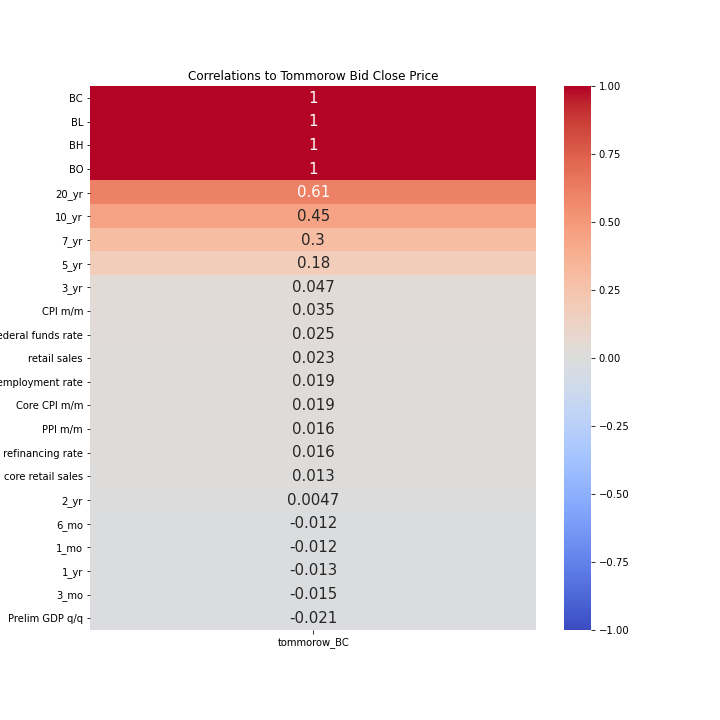 Correlations to Tommorow Bid Close Price
BC 1
BL 1
BH 1
BO 1
20_yr 0.61
10_yr 0.45
7_yr 0.3
5_yr 0.18
3_yr 0.047
CPI m/m 0.035
ederal funds rate 0.025
retail sales 0.023
employment rate 0.019
Core CPI m/m 0.019
PPI m/m 0.016
refinancing rate 0.016
core retail sales 0.013
2_yr 0.0047
6_mo -0.012
1_mo -0.012
1_yr -0.013
3_mo -0.015
Prelim GDP q/q -0.021
tommorow_BC
1.00
0.75
0.50
0.25
0.00
−0.25
−0.50
−0.75
−1.00